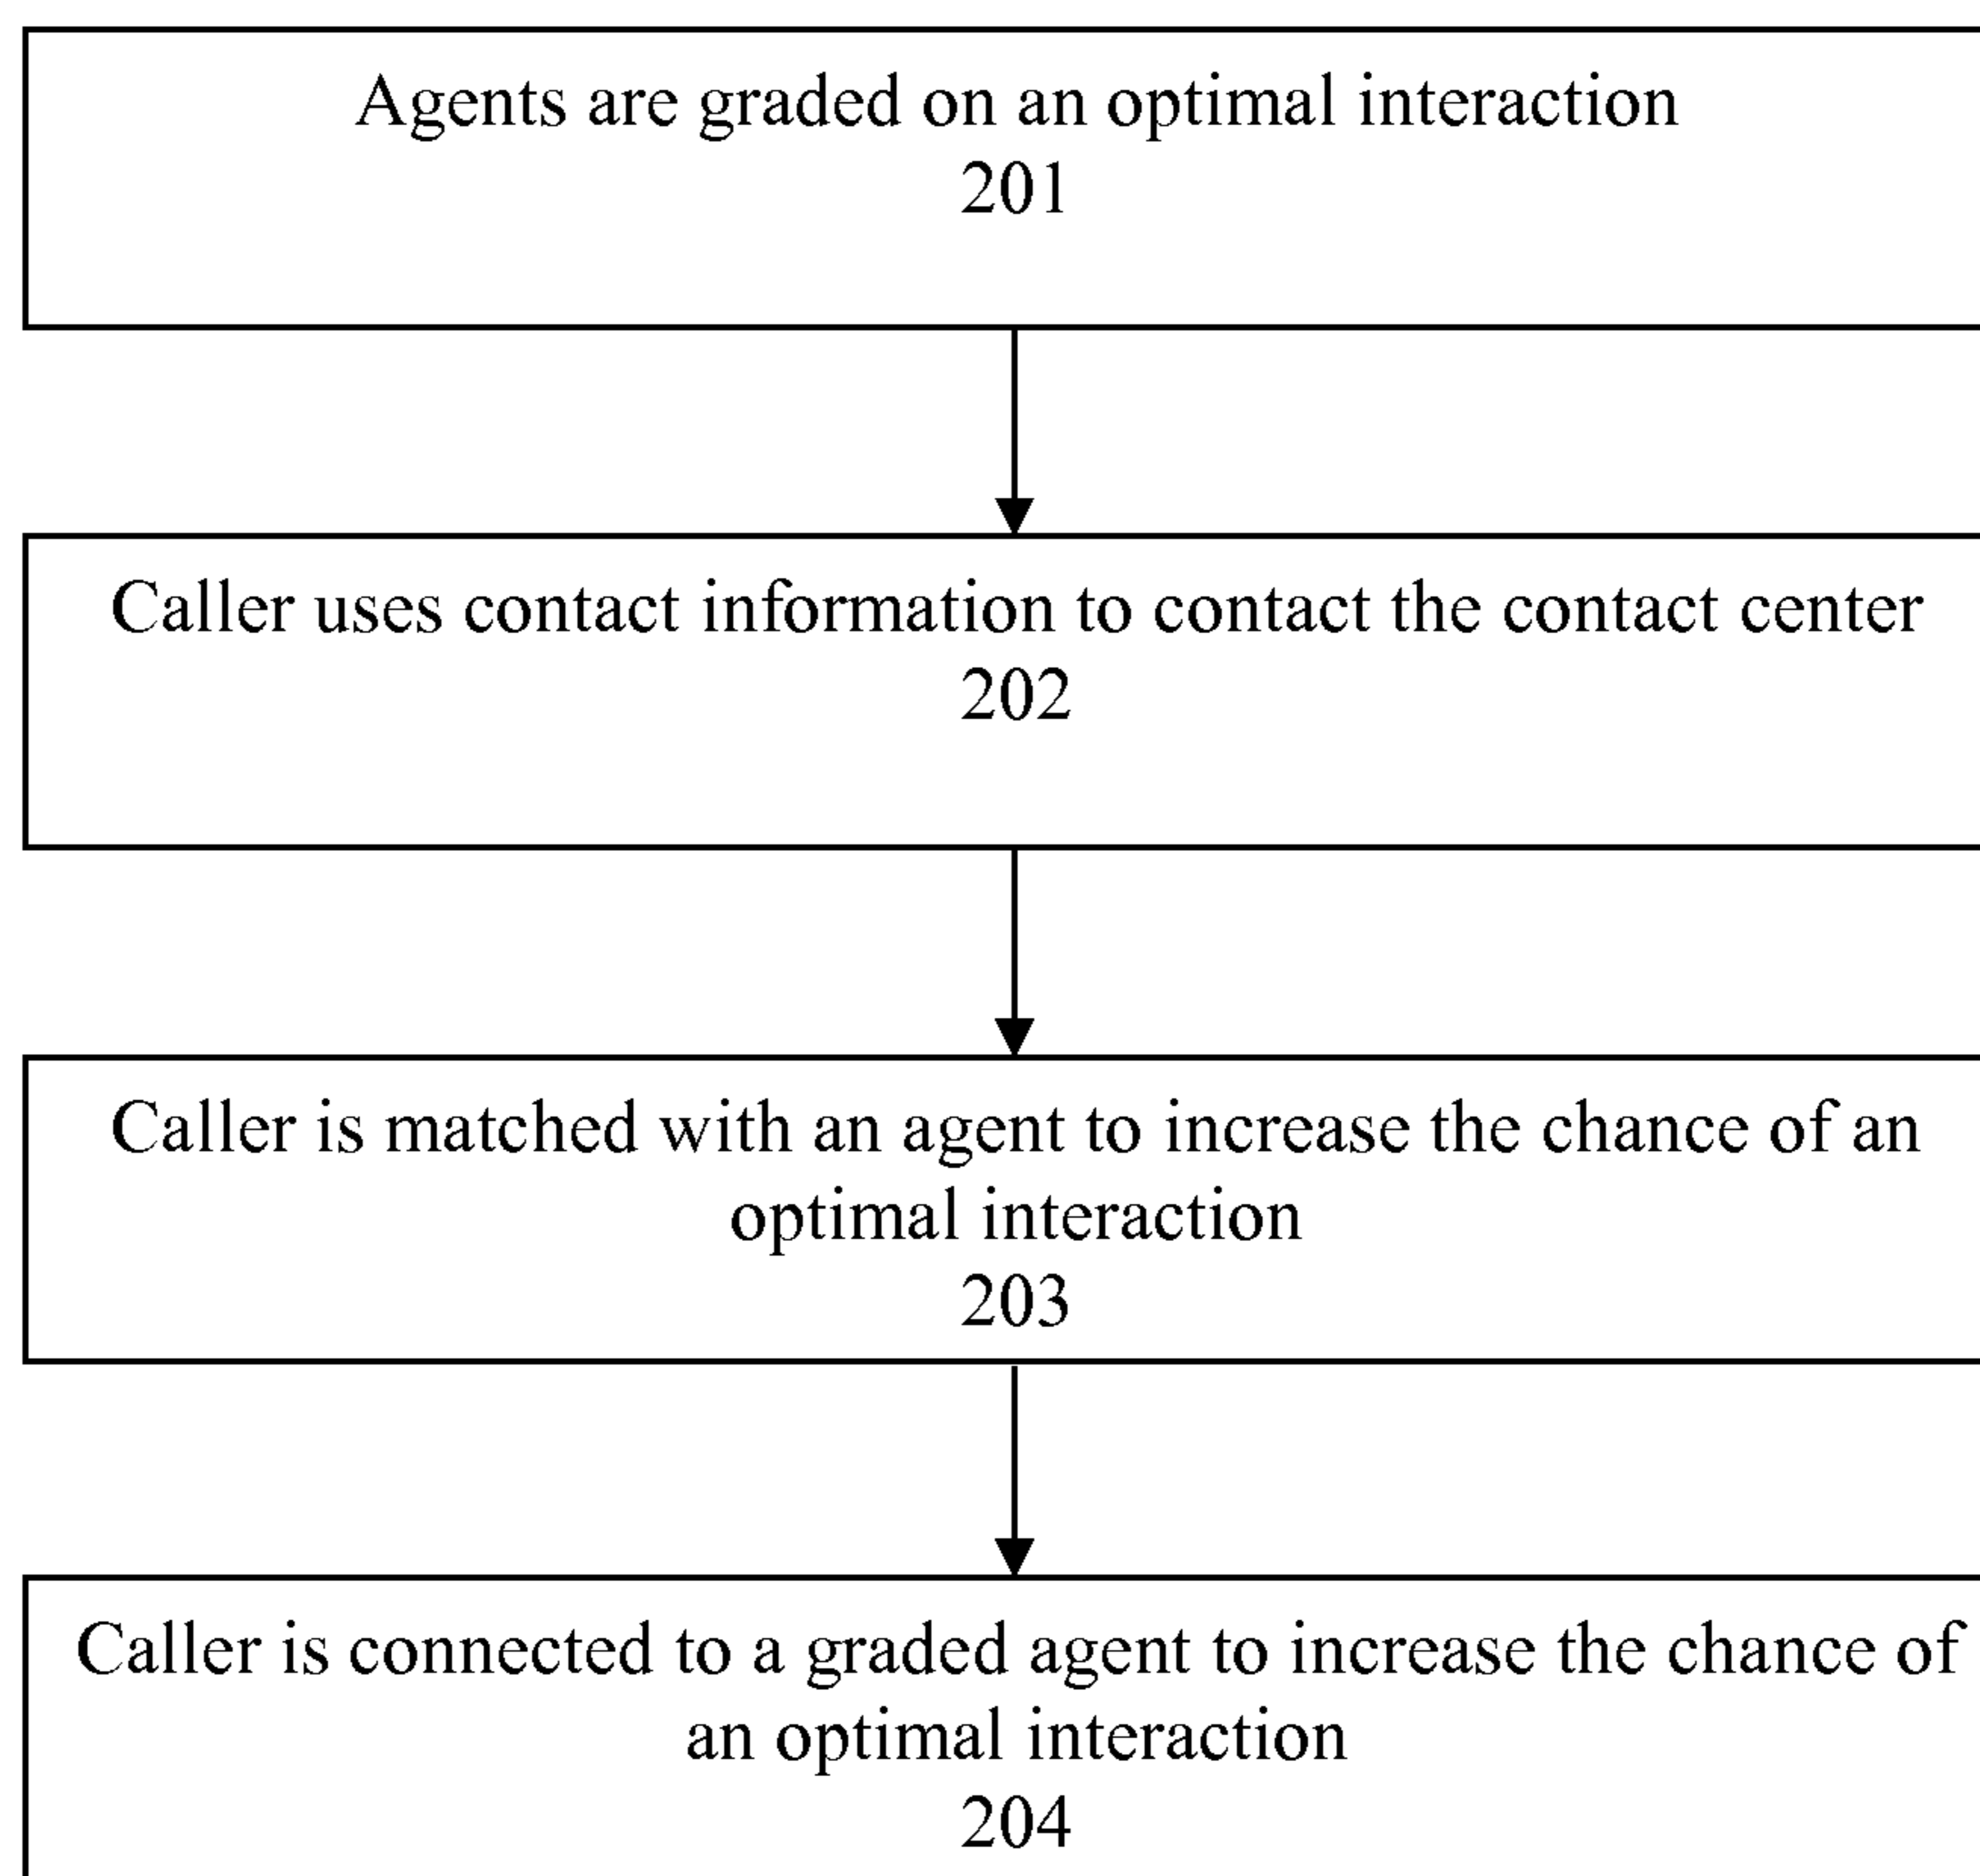 Agents are graded on an optimal interaction
201
Caller uses contact information to contact the contact center
202
Caller is matched with an agent to increase the chance of an
optimal interaction
203
Caller is connected to a graded agent to increase the chance of
an optimal interaction
204